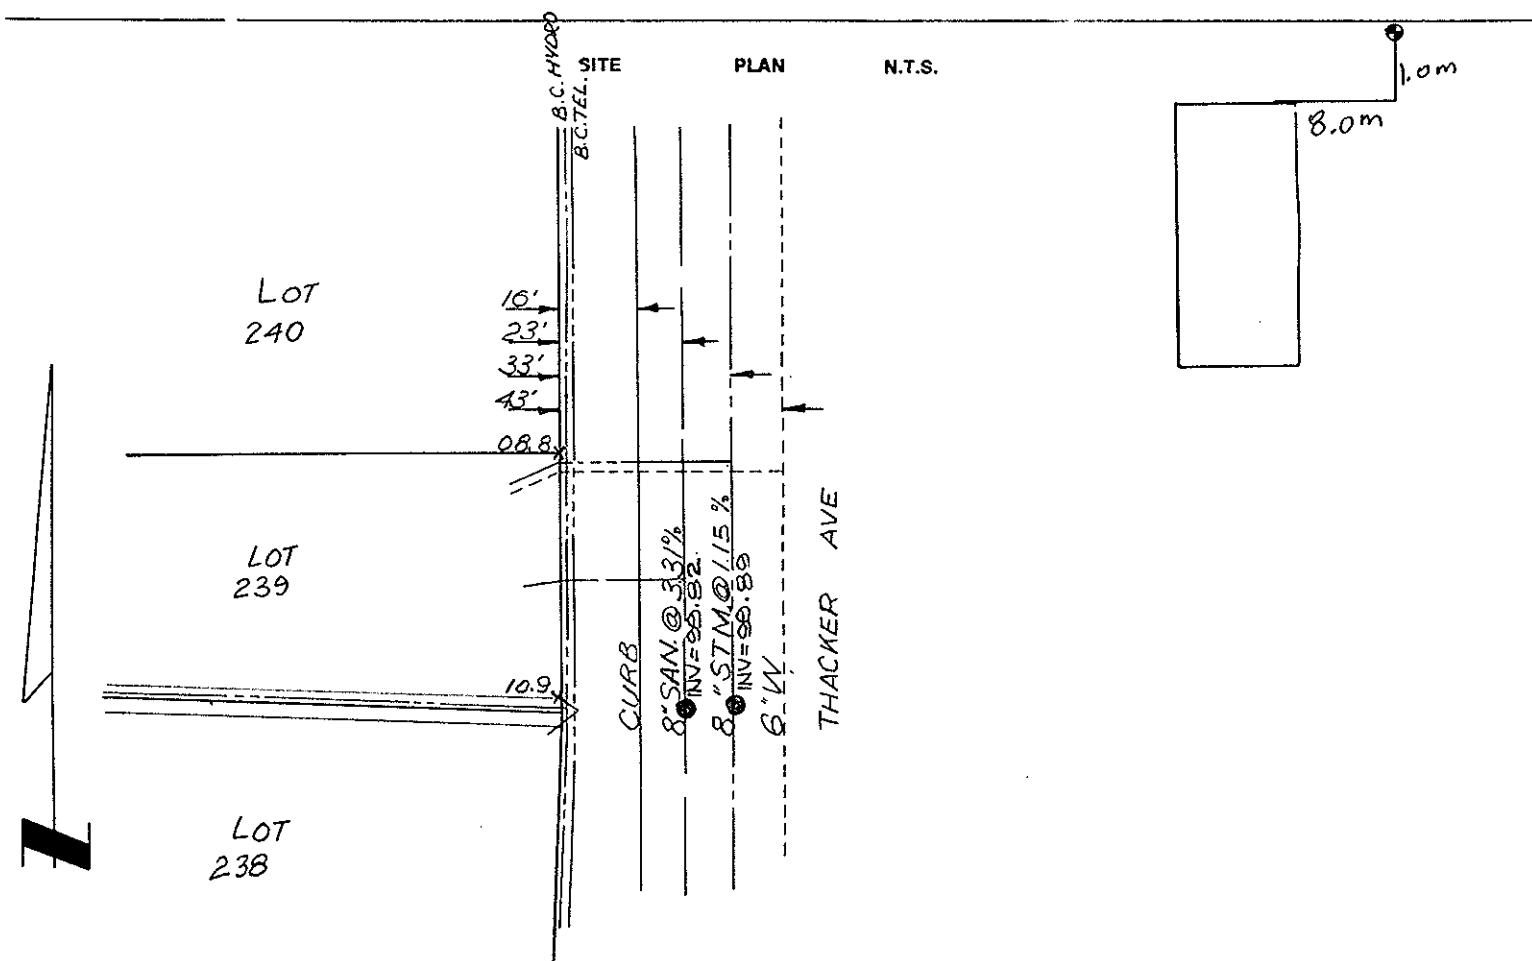 B.C. HYDRO
B.C. TEL.
SITE PLAN N.T.S.
1.0m
8.0m
LOT
240
16'
23'
33'
43'
08.8
LOT
239
10.9
CURB
8" SAN. @ 3.31%
8" STM. @ 1.15%
6" W.
THACKER AVE
LOT
238